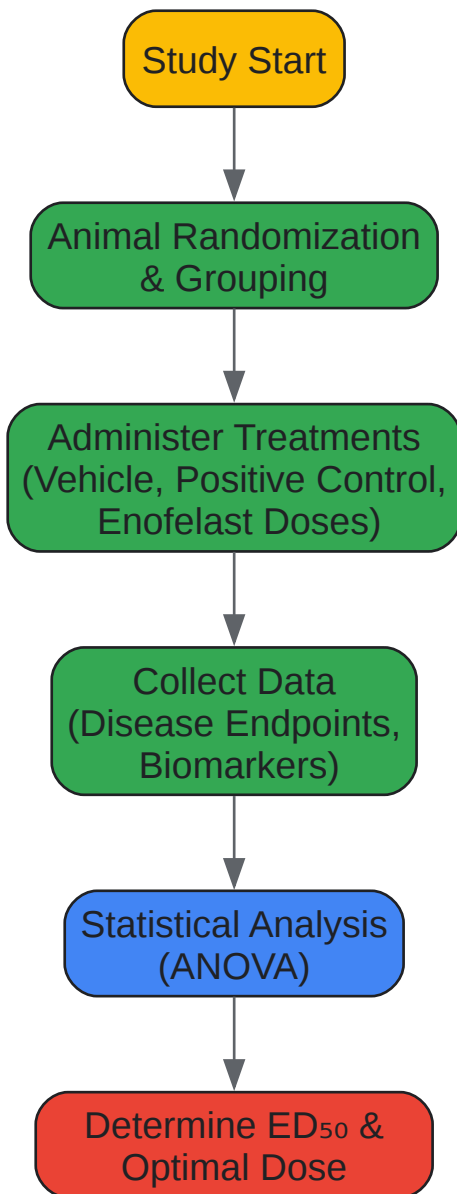 Study Start
Animal Randomization
& Grouping
Administer Treatments
(Vehicle, Positive Control,
Enofelast Doses)
Collect Data
(Disease Endpoints,
Biomarkers)
Statistical Analysis
(ANOVA)
Determine ED₅₀ &
Optimal Dose